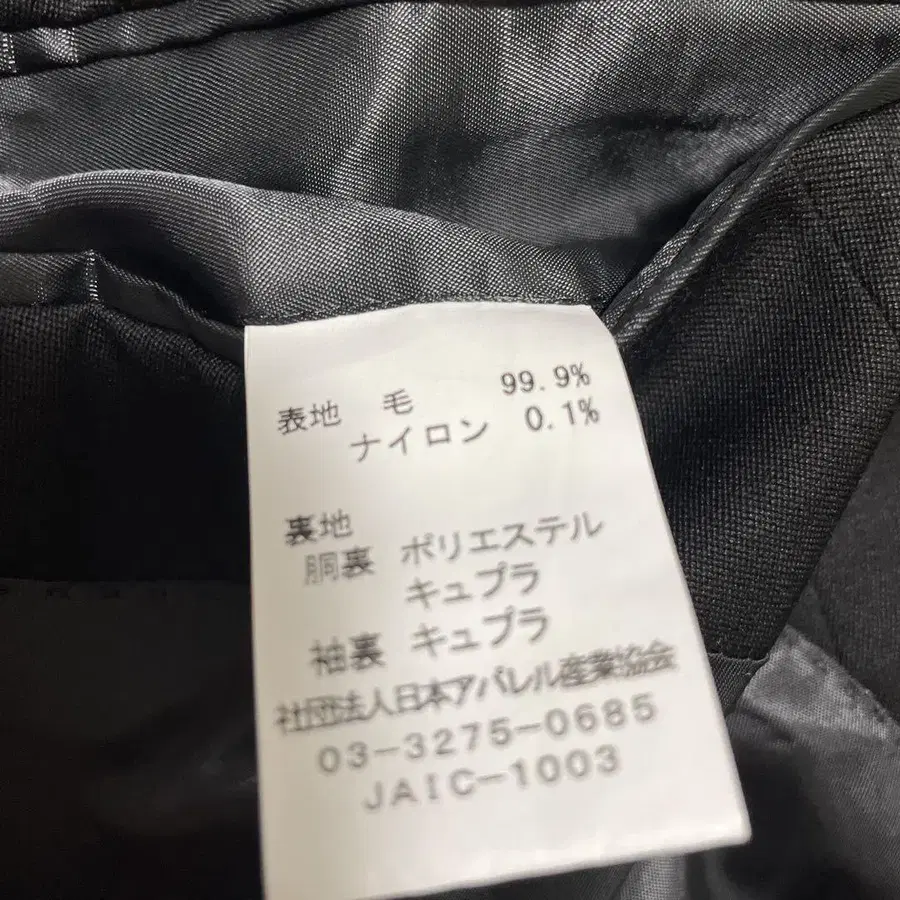 表地 毛 99.9%
ナイロン 0.1%
裏地
胴裏 ポリエステル
キュプラ
袖裏 キュプラ
社団法人日本アパレル産業協会
03-3275-0685
JAIC-1003